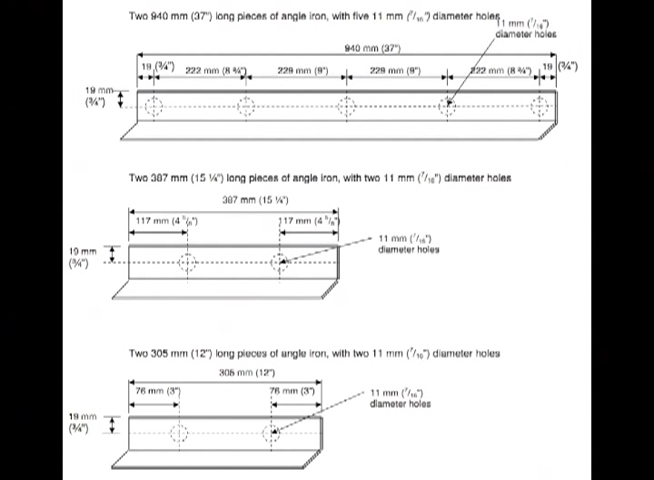 Two 940 mm (37") long pieces of angle iron, with five 11 mm (7/16") diameter holes
11 mm (7/16")
diameter holes
940 mm (37")
19 (¾")
222 mm (8 ¾")
229 mm (9")
229 mm (9")
222 mm (8 ¾")
19 (¾")
19 mm
(¾")
Two 387 mm (15 ¼") long pieces of angle iron, with two 11 mm (7/16") diameter holes
387 mm (15 ¼")
117 mm (4 5/8")
117 mm (4 5/8")
11 mm (7/16")
diameter holes
19 mm
(¾")
Two 305 mm (12") long pieces of angle iron, with two 11 mm (7/16") diameter holes
305 mm (12")
76 mm (3")
76 mm (3")
11 mm (7/16")
diameter holes
19 mm
(¾")